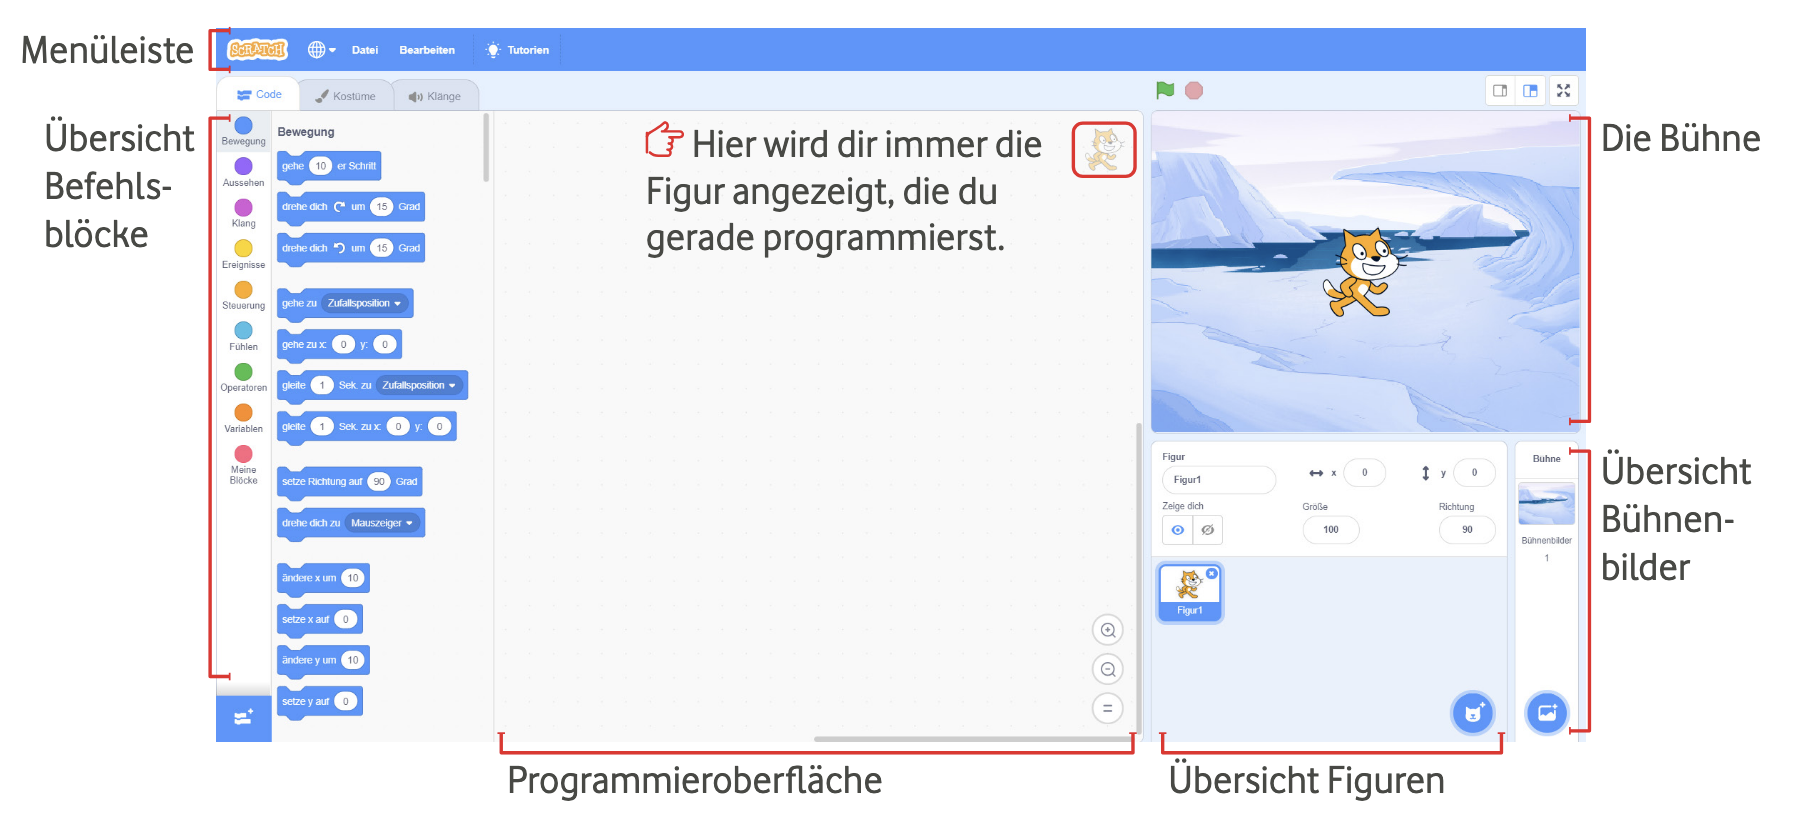 Menüleiste
SCRATCH
Datei
Bearbeiten
Tutorien
Code
Kostüme
Klänge
Übersicht
Befehls-
blöcke
Bewegung
Aussehen
Klang
Ereignisse
Steuerung
Fühlen
Operatoren
Variablen
Meine
Blöcke
Bewegung
gehe 10 er Schritt
drehe dich um 15 Grad
drehe dich um 15 Grad
gehe zu Zufallsposition
gehe zu x: 0 y: 0
gleite 1 Sek. zu Zufallsposition
gleite 1 Sek. zu x: 0 y: 0
setze Richtung auf 90 Grad
drehe dich zu Mauszeiger
ändere x um 10
setze x auf 0
ändere y um 10
setze y auf 0
Hier wird dir immer die
Figur angezeigt, die du
gerade programmierst.
Die Bühne
Figur
Figur1
x 0
y 0
Zeige dich
Größe
100
Richtung
90
Figur1
Bühne
Bühnenbilder
1
Übersicht
Bühnen-
bilder
Programmieroberfläche
Übersicht Figuren